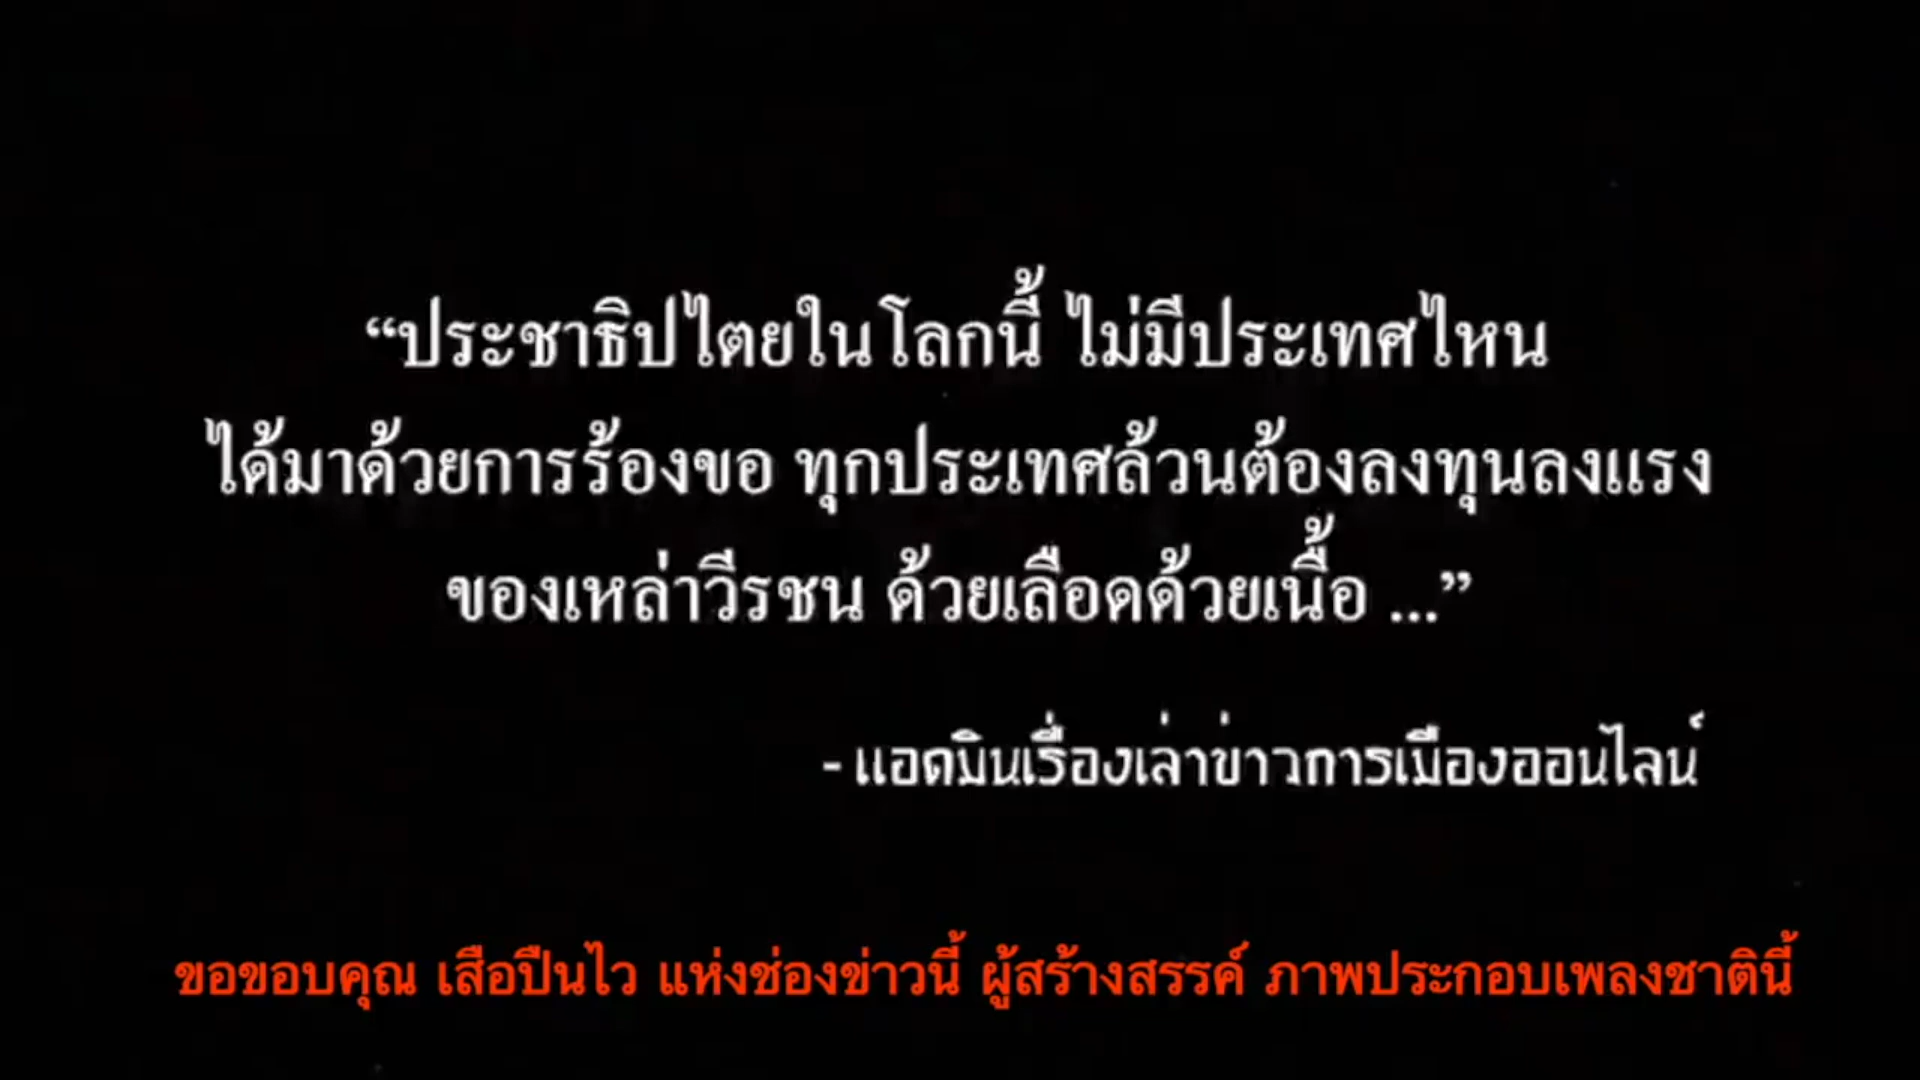 “ประชาธิปไตยในโลกนี้ ไม่มีประเทศไหน
ได้มาด้วยการร้องขอ ทุกประเทศล้วนต้องลงทุนลงแรง
ของเหล่าวีรชน ด้วยเลือดด้วยเนื้อ ...”
- แอดมินเรื่องเล่าข่าวการเมืองออนไลน์
ขอขอบคุณ เสือปืนไว แห่งช่องข่าวนี้ ผู้สร้างสรรค์ ภาพประกอบเพลงชาตินี้